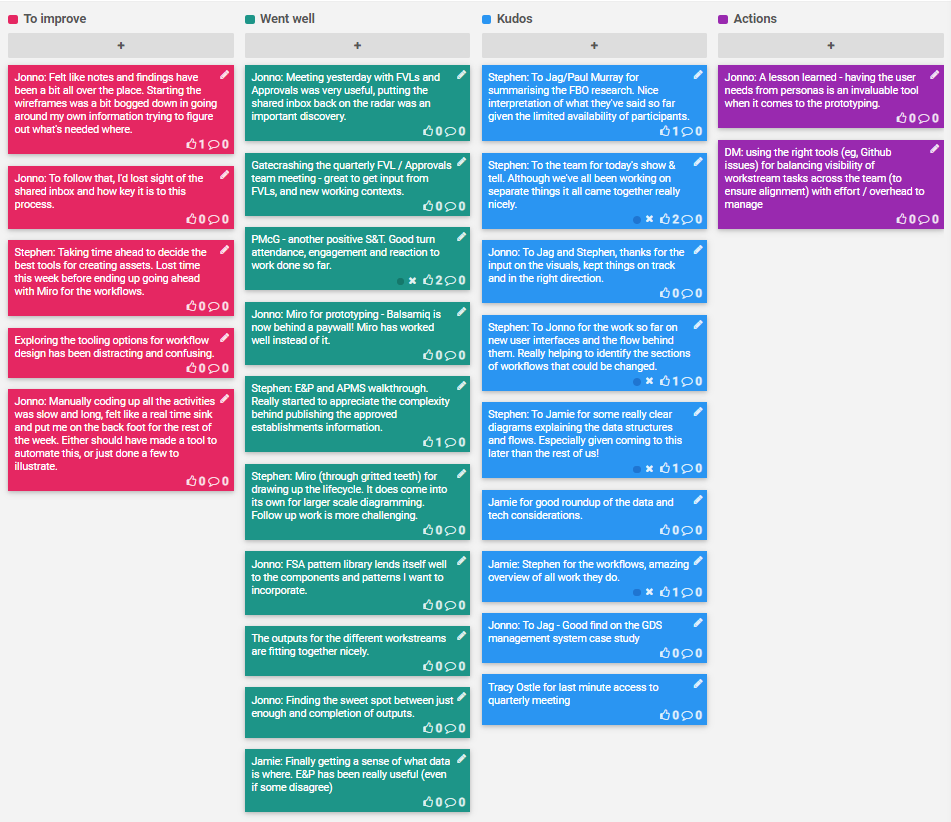 To improve
+
Jonno: Felt like notes and findings have
been a bit all over the place. Starting the
wireframes was a bit bogged down in going
around my own information trying to figure
out what's needed where.
1 0
Jonno: To follow that, I'd lost sight of the
shared inbox and how key it is to this
process.
0 0
Stephen: Taking time ahead to decide the
best tools for creating assets. Lost time
this week before ending up going ahead
with Miro for the workflows.
0 0
Exploring the tooling options for workflow
design has been distracting and confusing.
0 0
Jonno: Manually coding up all the activities
was slow and long, felt like a real time sink
and put me on the back foot for the rest of
the week. Either should have made a tool to
automate this, or just done a few to
illustrate.
0 0
Went well
+
Jonno: Meeting yesterday with FVLs and
Approvals was very useful, putting the
shared inbox back on the radar was an
important discovery.
0 0
Gatecrashing the quarterly FVL / Approvals
team meeting - great to get input from
FVLs, and new working contexts.
0 0
PMcG - another positive S&T. Good turn
attendance, engagement and reaction to
work done so far.
2 0
Jonno: Miro for prototyping - Balsamiq is
now behind a paywall! Miro has worked
well instead of it.
0 0
Stephen: E&P and APMS walkthrough.
Really started to appreciate the complexity
behind publishing the approved
establishments information.
1 0
Stephen: Miro (through gritted teeth) for
drawing up the lifecycle. It does come into
its own for larger scale diagramming.
Follow up work is more challenging.
0 0
Jonno: FSA pattern library lends itself well
to the components and patterns I want to
incorporate.
0 0
The outputs for the different workstreams
are fitting together nicely.
0 0
Jonno: Finding the sweet spot between just
enough and completion of outputs.
0 0
Jamie: Finally getting a sense of what data
is where. E&P has been really useful (even
if some disagree)
0 0
Kudos
+
Stephen: To Jag/Paul Murray for
summarising the FBO research. Nice
interpretation of what they've said so far
given the limited availability of participants.
1 0
Stephen: To the team for today's show &
tell. Although we've all been working on
separate things it all came together really
nicely.
2 0
Jonno: To Jag and Stephen, thanks for the
input on the visuals, kept things on track
and in the right direction.
0 0
Stephen: To Jonno for the work so far on
new user interfaces and the flow behind
them. Really helping to identify the sections
of workflows that could be changed.
1 0
Stephen: To Jamie for some really clear
diagrams explaining the data structures
and flows. Especially given coming to this
later than the rest of us!
1 0
Jamie for good roundup of the data and
tech considerations.
0 0
Jamie: Stephen for the workflows, amazing
overview of all work they do.
1 0
Jonno: To Jag - Good find on the GDS
management system case study
0 0
Tracy Ostle for last minute access to
quarterly meeting
0 0
Actions
+
Jonno: A lesson learned - having the user
needs from personas is an invaluable tool
when it comes to the prototyping.
0 0
DM: using the right tools (eg, Github
issues) for balancing visibility of
workstream tasks across the team (to
ensure alignment) with effort / overhead to
manage
0 0